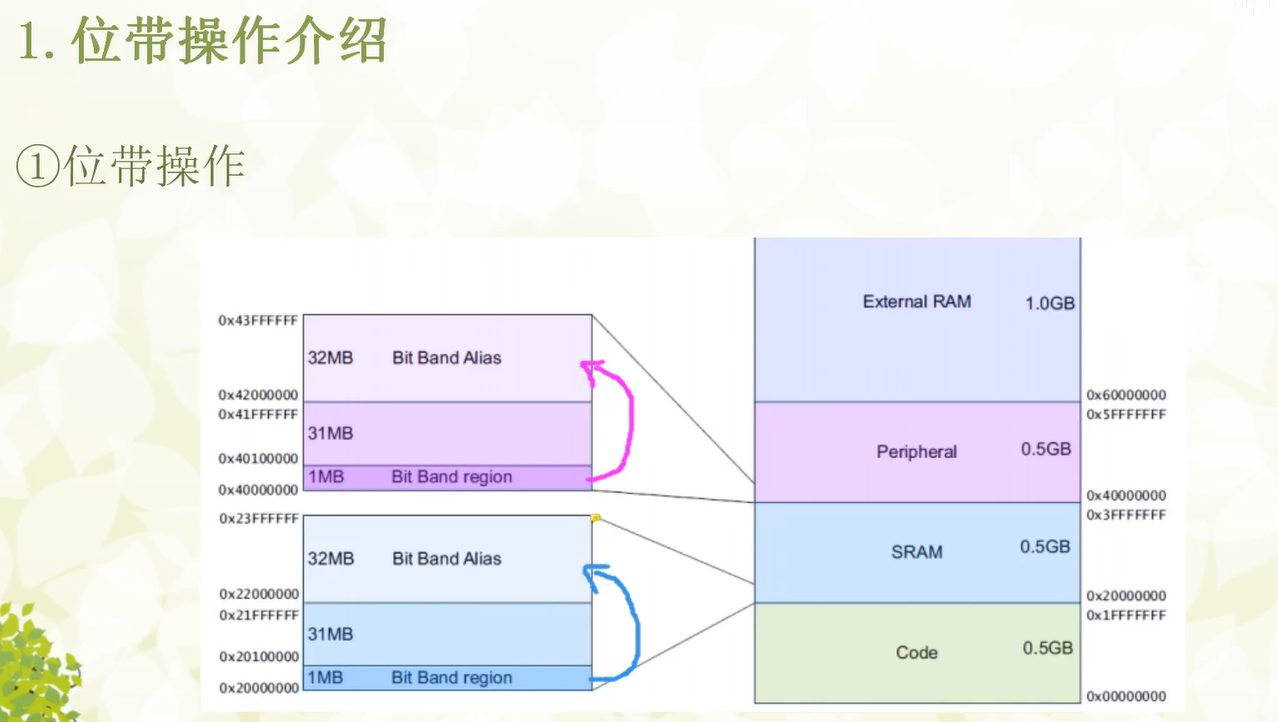 1. 位带操作介绍
①位带操作
0x43FFFFFF
32MB Bit Band Alias
0x42000000
0x41FFFFFF
31MB
0x40100000
1MB Bit Band region
0x40000000
0x23FFFFFF
32MB Bit Band Alias
0x22000000
0x21FFFFFF
31MB
0x20100000
1MB Bit Band region
0x20000000
External RAM 1.0GB
0x60000000
0x5FFFFFFF
Peripheral 0.5GB
0x40000000
0x3FFFFFFF
SRAM 0.5GB
0x20000000
0x1FFFFFFF
Code 0.5GB
0x00000000